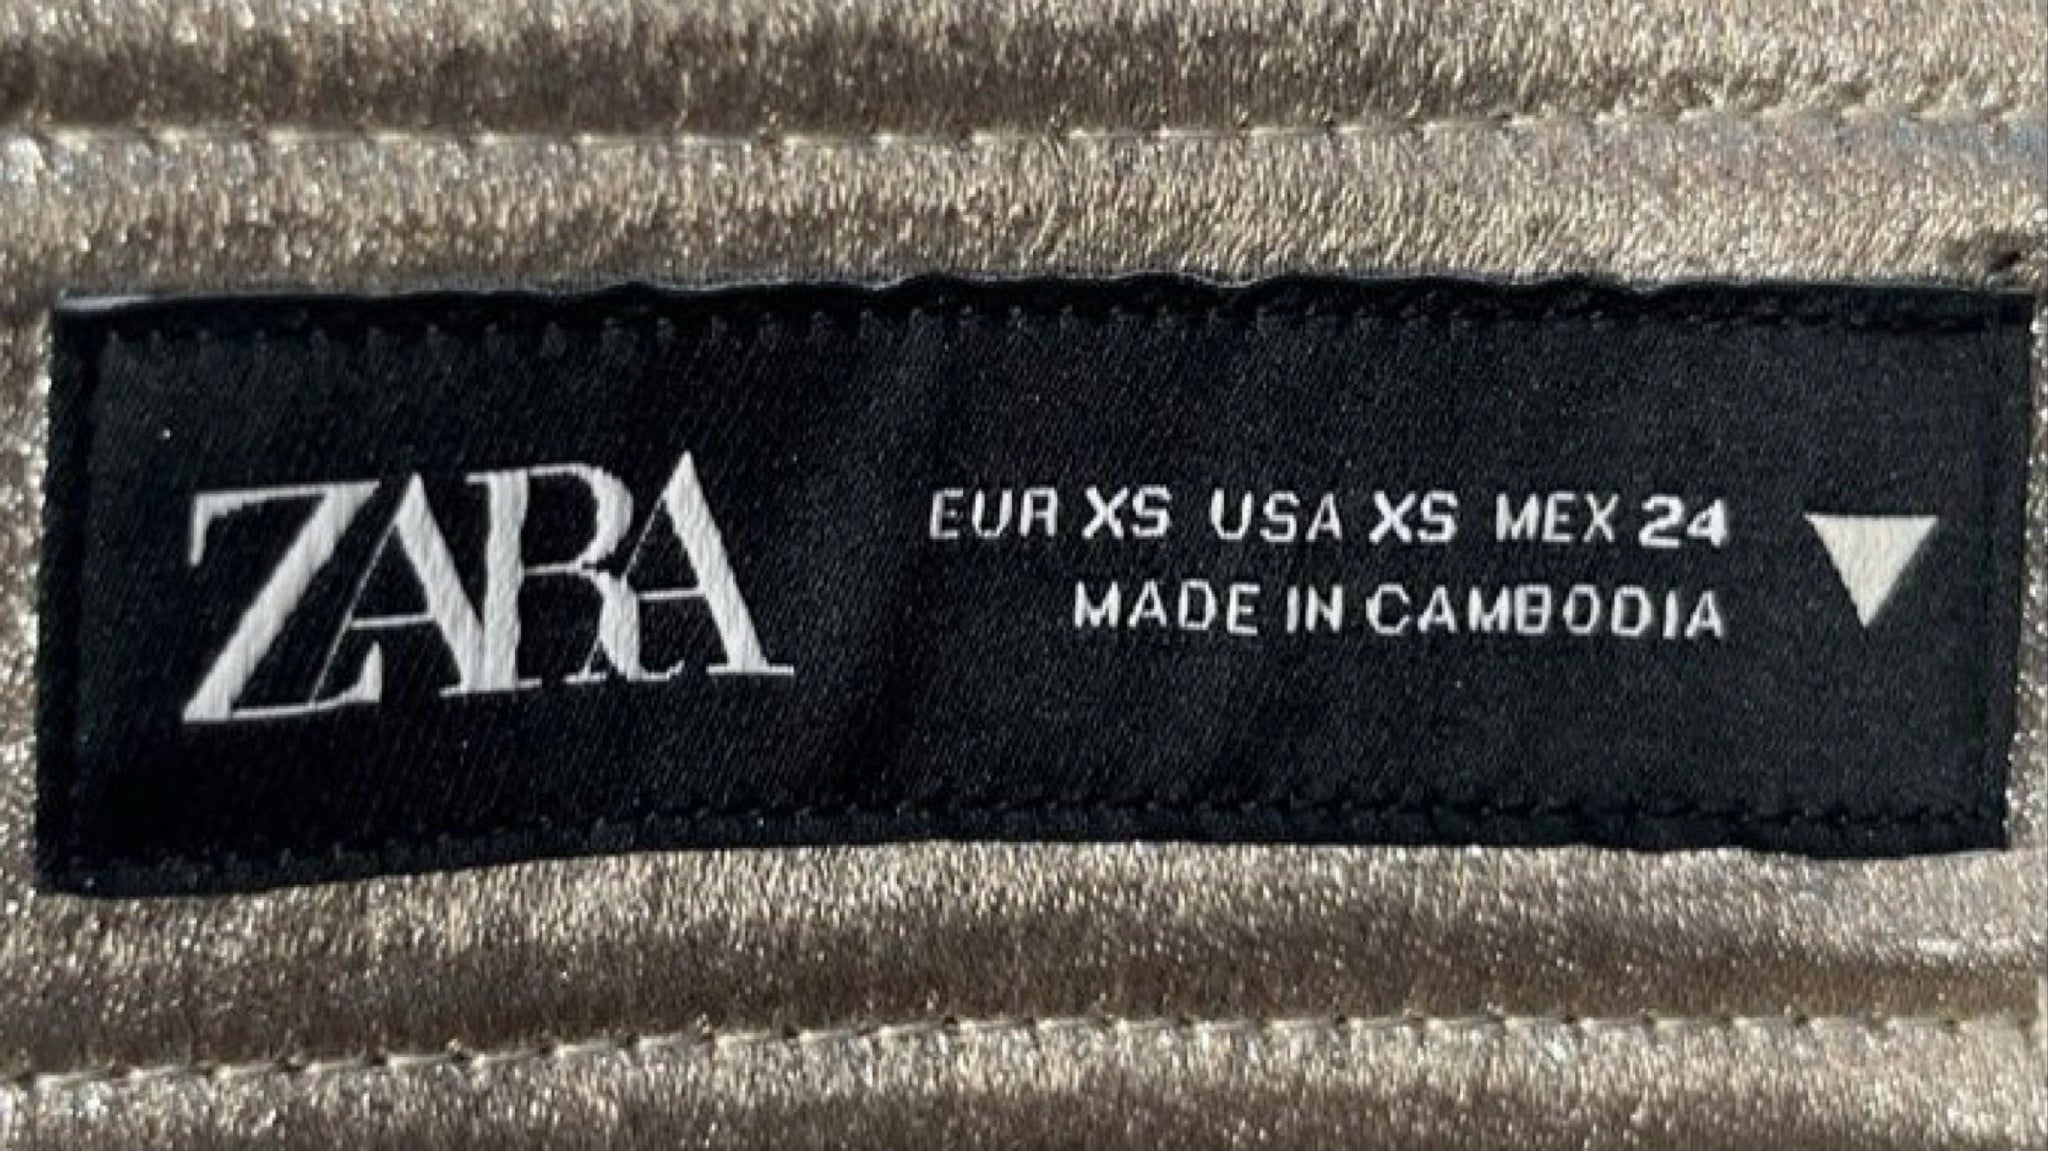 ZARA
EUR XS USA XS MEX 24
MADE IN CAMBODIA